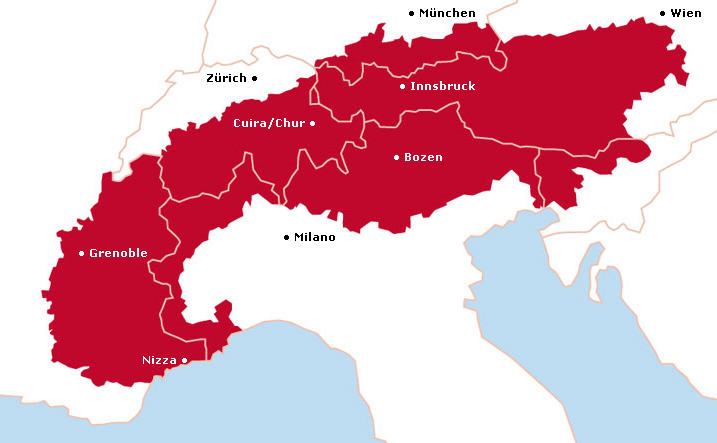 München
Wien
Zürich
Innsbruck
Cuira/Chur
Bozen
Milano
Grenoble
Nizza